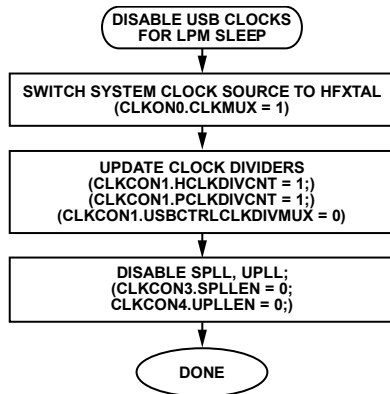 DISABLE USB CLOCKS
FOR LPM SLEEP
SWITCH SYSTEM CLOCK SOURCE TO HFXTAL
(CLKON0.CLKMUX = 1)
UPDATE CLOCK DIVIDERS
(CLKCON1.HCLKDIVCNT = 1;)
(CLKCON1.PCLKDIVCNT = 1;)
(CLKCON1.USBCTRLCLKDIVMUX = 0)
DISABLE SPLL, UPLL;
(CLKCON3.SPLLEN = 0;
CLKCON4.UPLLEN = 0;)
DONE